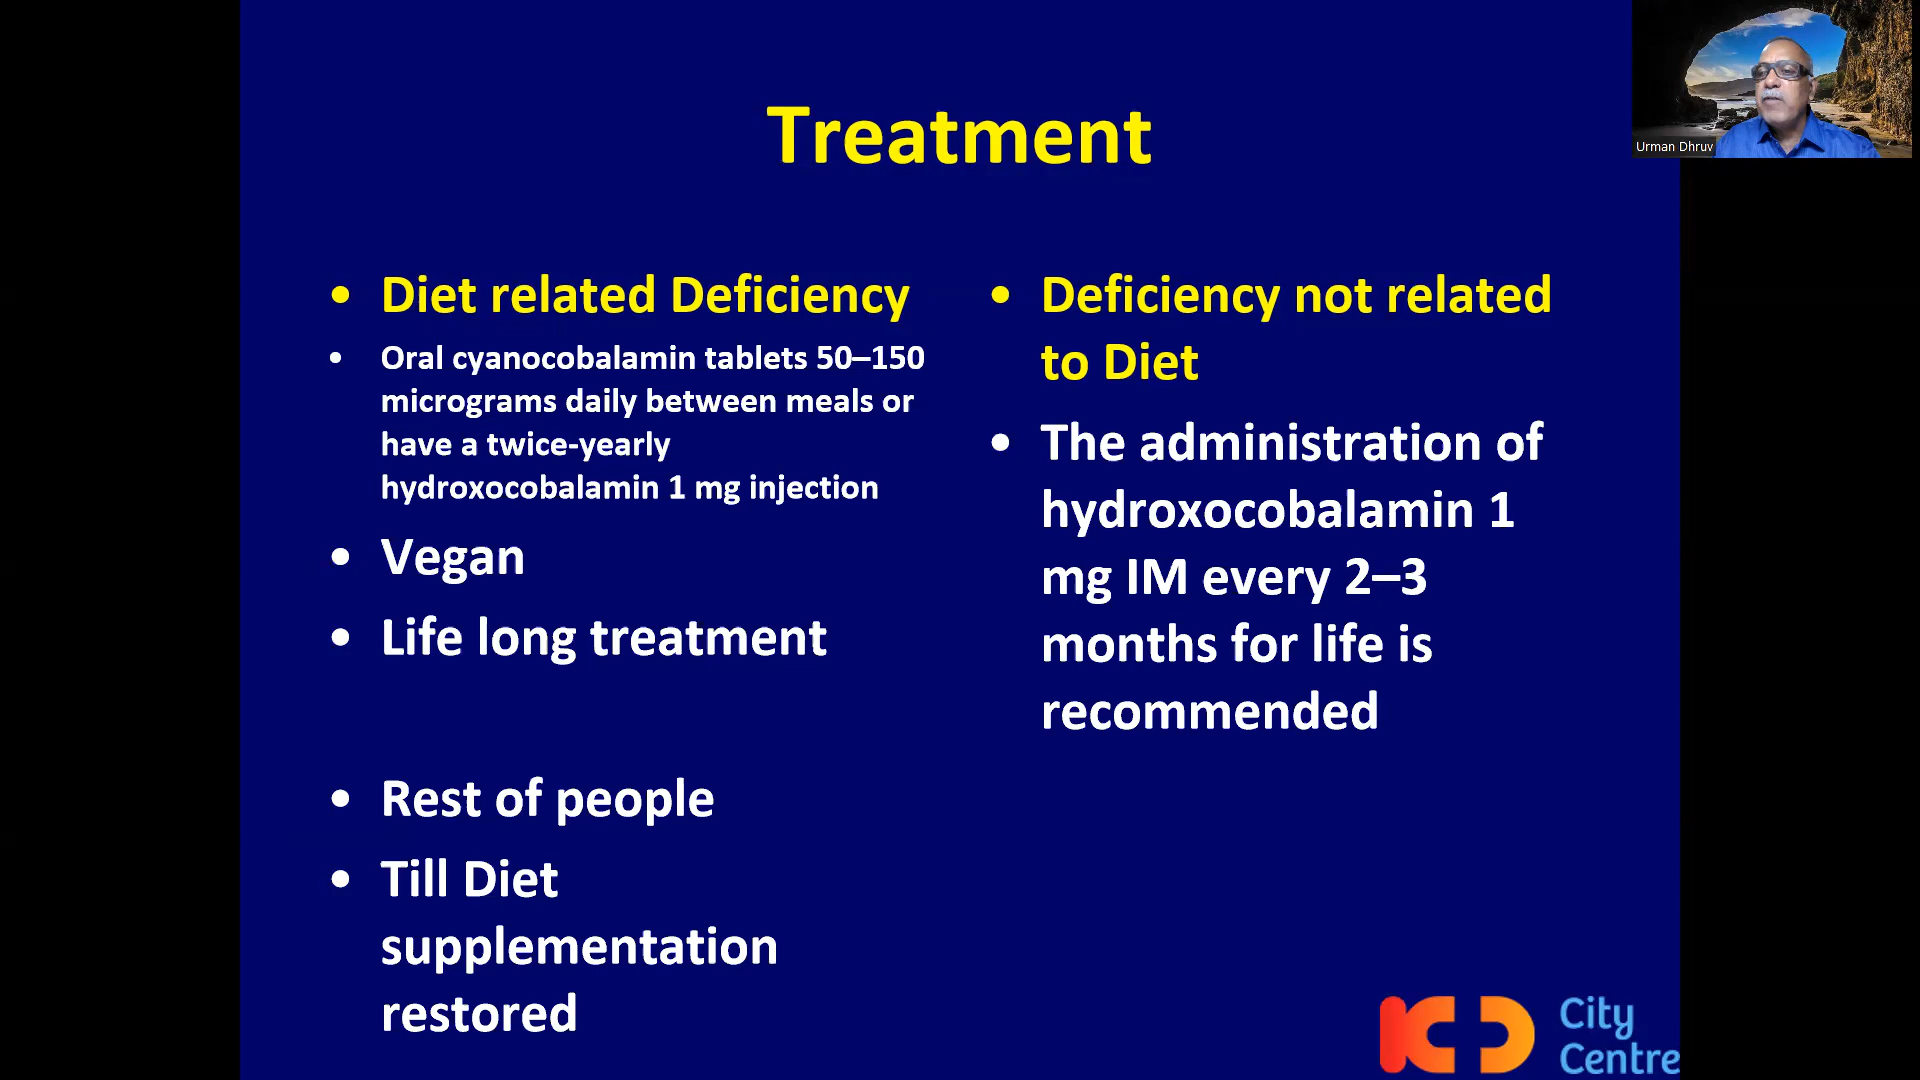 Treatment
Urman Dhruv
• Diet related Deficiency
• Oral cyanocobalamin tablets 50–150
micrograms daily between meals or
have a twice-yearly
hydroxocobalamin 1 mg injection
• Vegan
• Life long treatment
• Rest of people
• Till Diet
supplementation
restored
• Deficiency not related
to Diet
• The administration of
hydroxocobalamin 1
mg IM every 2–3
months for life is
recommended
KD
City
Centre